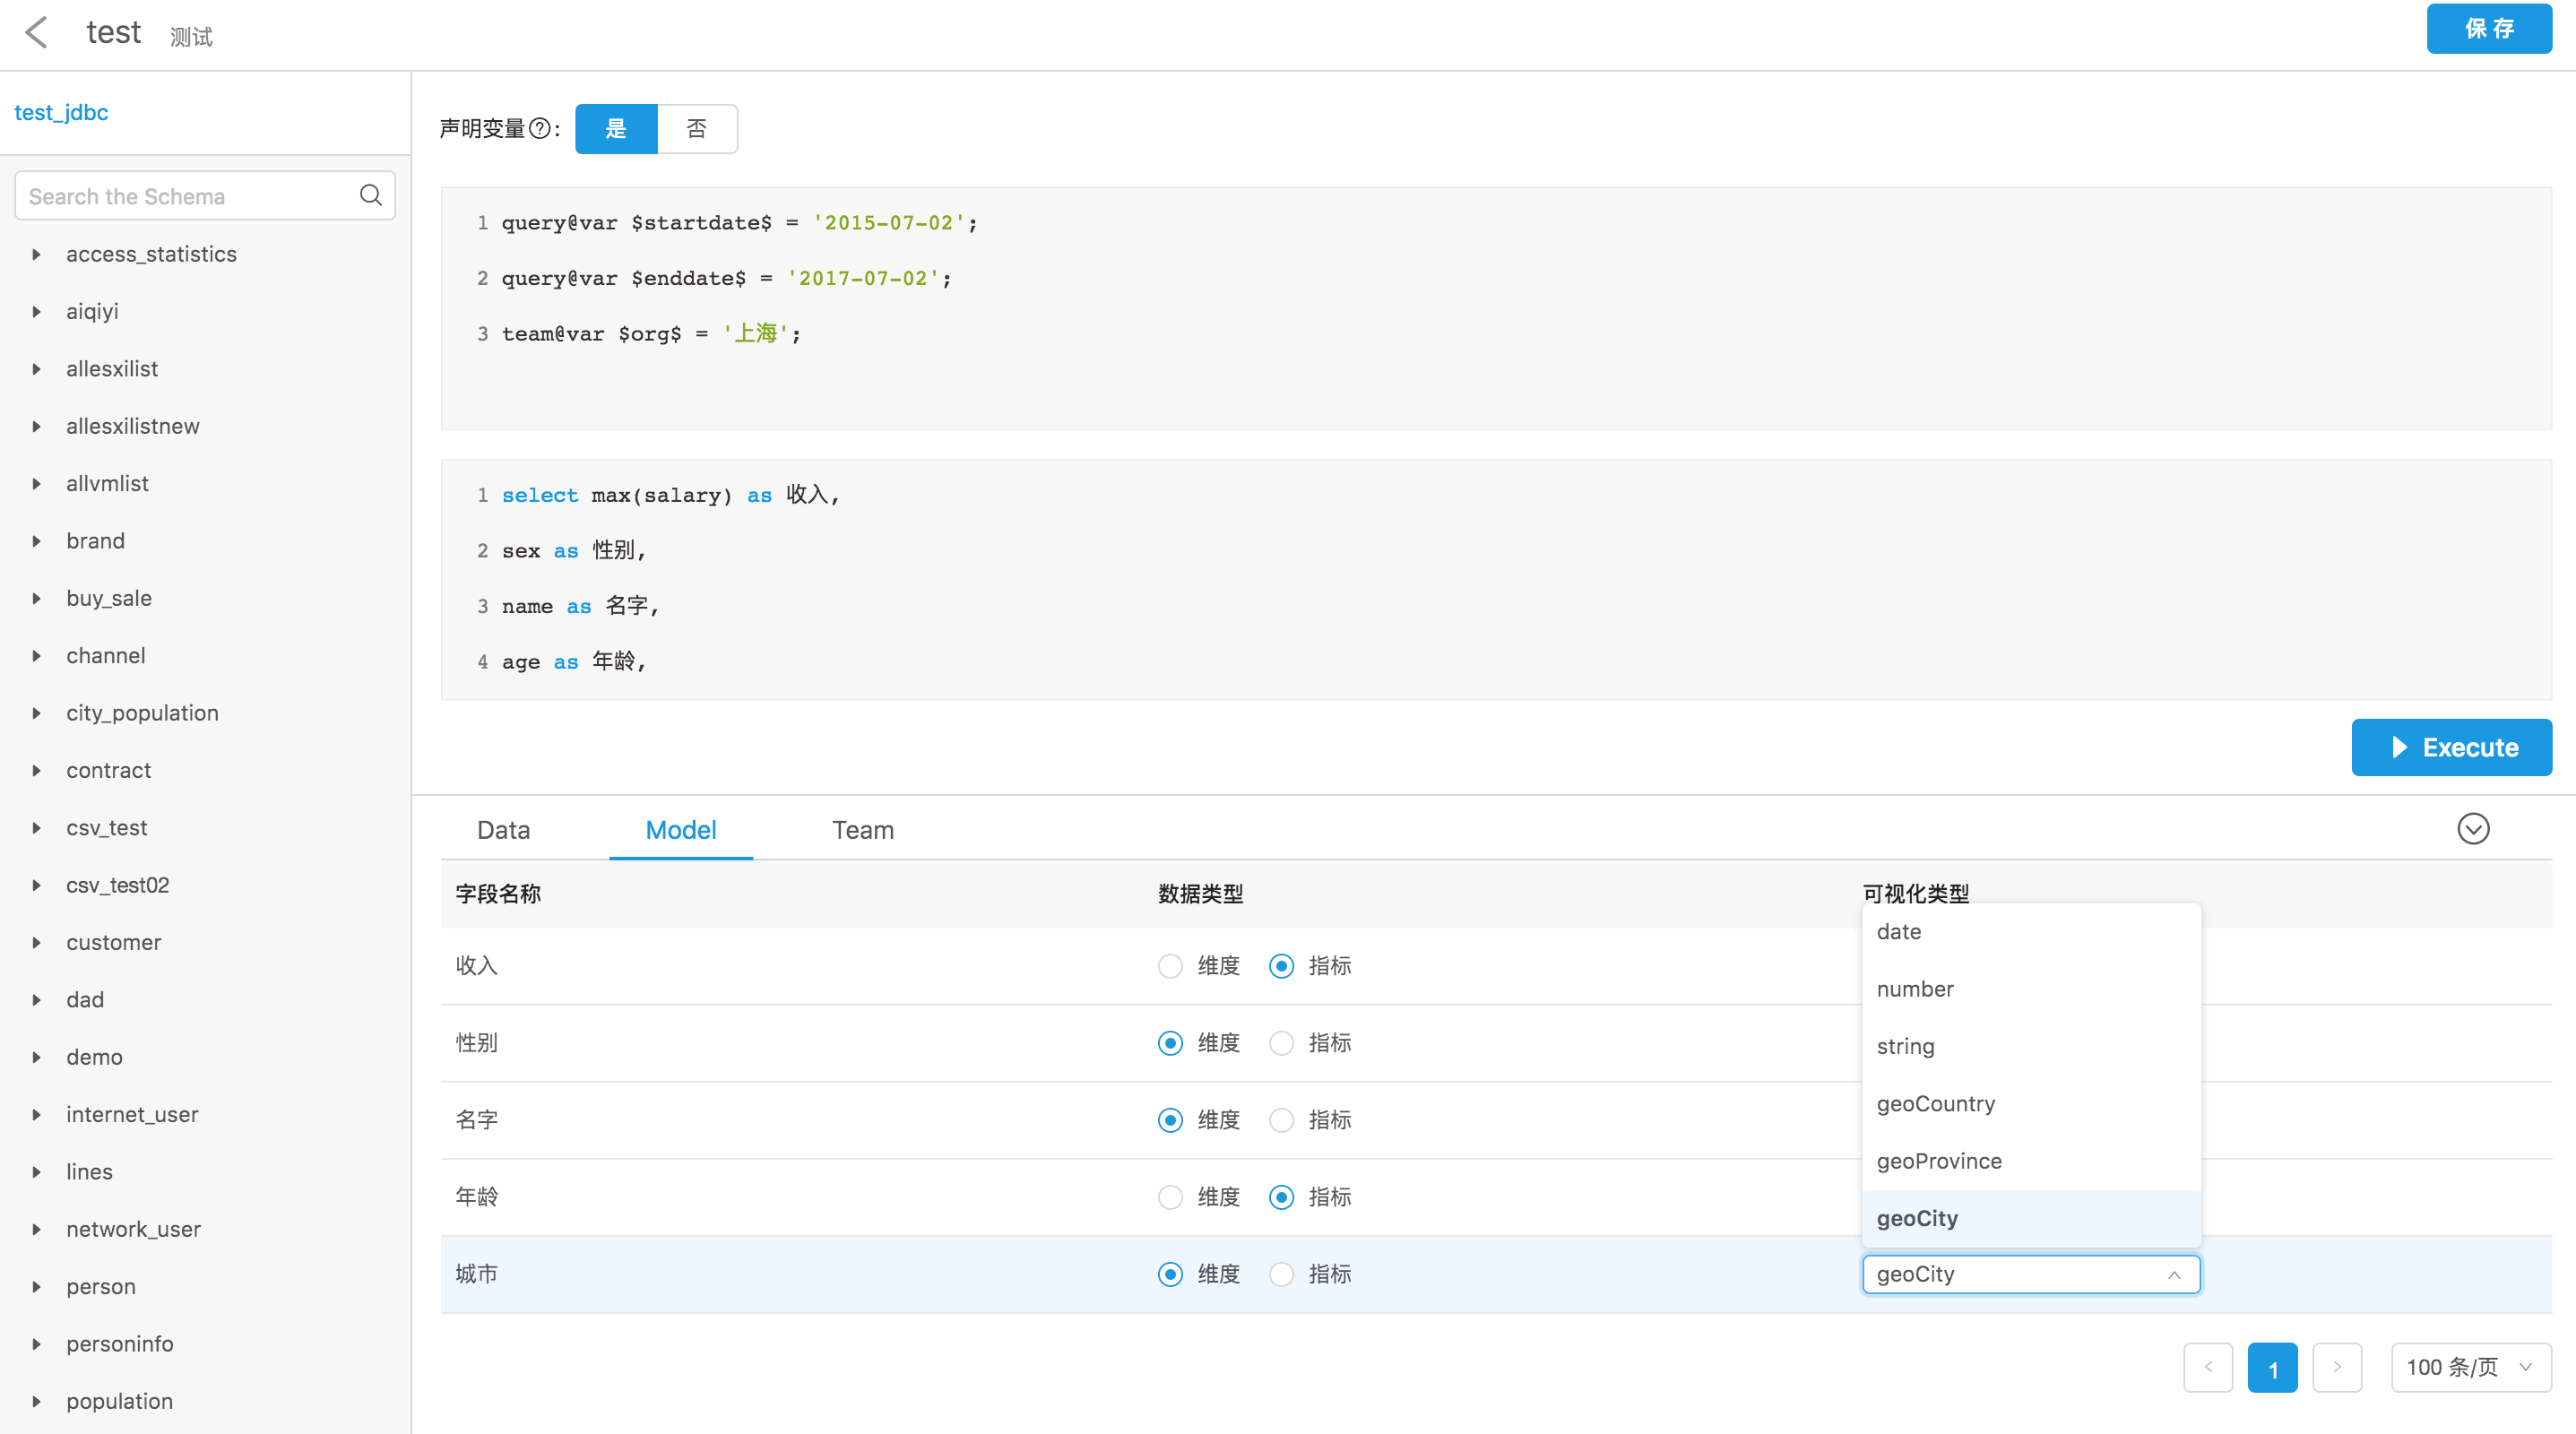 test 测试
保 存
test_jdbc
Search the Schema
access_statistics
aiqiyi
allesxilist
allesxilistnew
allvmlist
brand
buy_sale
channel
city_population
contract
csv_test
csv_test02
customer
dad
demo
internet_user
lines
network_user
person
personinfo
population
声明变量?: 是 否
1 query@var $startdate$ = '2015-07-02';
2 query@var $enddate$ = '2017-07-02';
3 team@var $org$ = '上海';
1 select max(salary) as 收入,
2 sex as 性别,
3 name as 名字,
4 age as 年龄,
Execute
Data Model Team
字段名称 数据类型 可视化类型
收入 维度 指标
性别 维度 指标
名字 维度 指标
年龄 维度 指标
城市 维度 指标 geoCity
date
number
string
geoCountry
geoProvince
geoCity
< 1 > 100 条/页